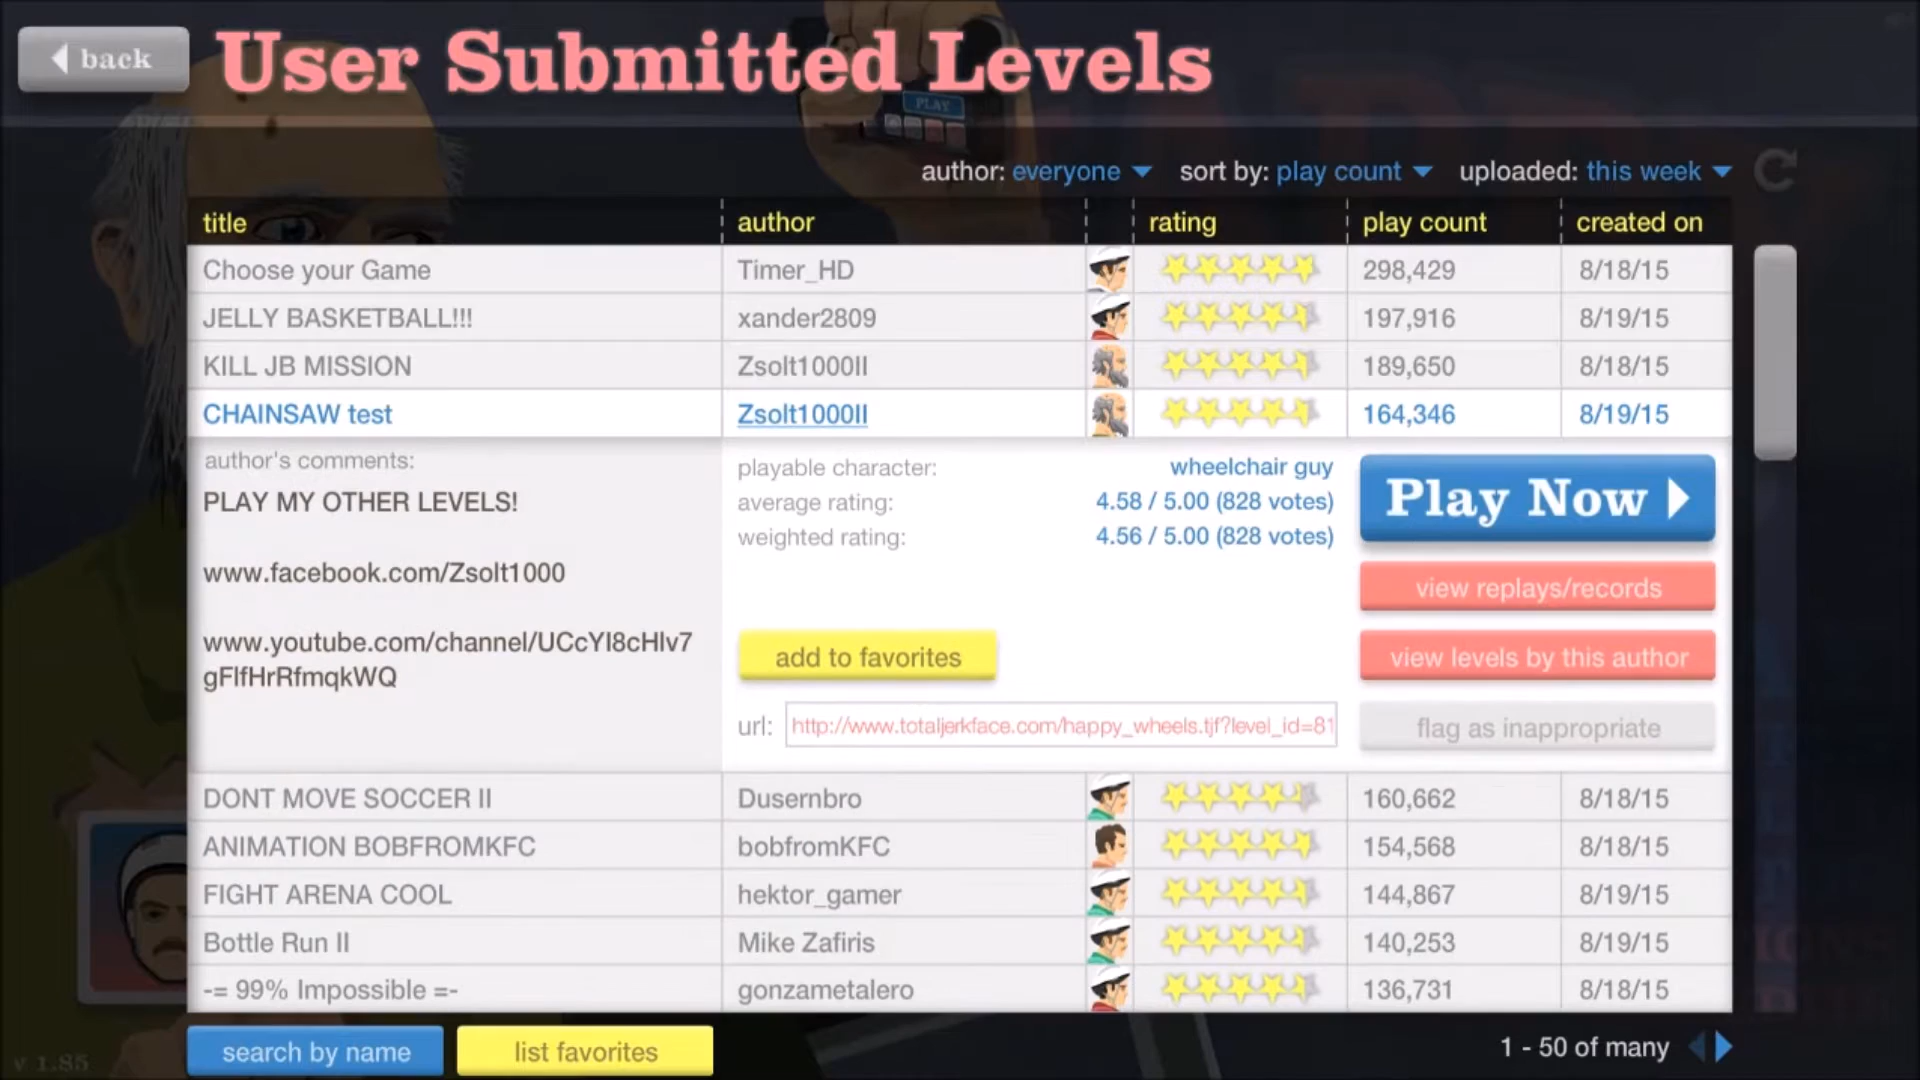 back
User Submitted Levels
PLAY
author: everyone sort by: play count uploaded: this week
title author rating play count created on
Choose your Game Timer_HD 298,429 8/18/15
JELLY BASKETBALL!!! xander2809 197,916 8/19/15
KILL JB MISSION Zsolt1000II 189,650 8/18/15
CHAINSAW test Zsolt1000II 164,346 8/19/15
author's comments:
PLAY MY OTHER LEVELS!
www.facebook.com/Zsolt1000
www.youtube.com/channel/UCcYI8cHIv7
gFIfHrRfmqkWQ
playable character: wheelchair guy
average rating: 4.58 / 5.00 (828 votes)
weighted rating: 4.56 / 5.00 (828 votes)
add to favorites
url: http://www.totaljerkface.com/happy_wheels.tjf?level_id=81
Play Now
view replays/records
view levels by this author
flag as inappropriate
DONT MOVE SOCCER II Dusernbro 160,662 8/18/15
ANIMATION BOBFROMKFC bobfromKFC 154,568 8/18/15
FIGHT ARENA COOL hektor_gamer 144,867 8/19/15
Bottle Run II Mike Zafiris 140,253 8/19/15
-= 99% Impossible =- gonzametalero 136,731 8/18/15
search by name list favorites 1 - 50 of many
v 1.85